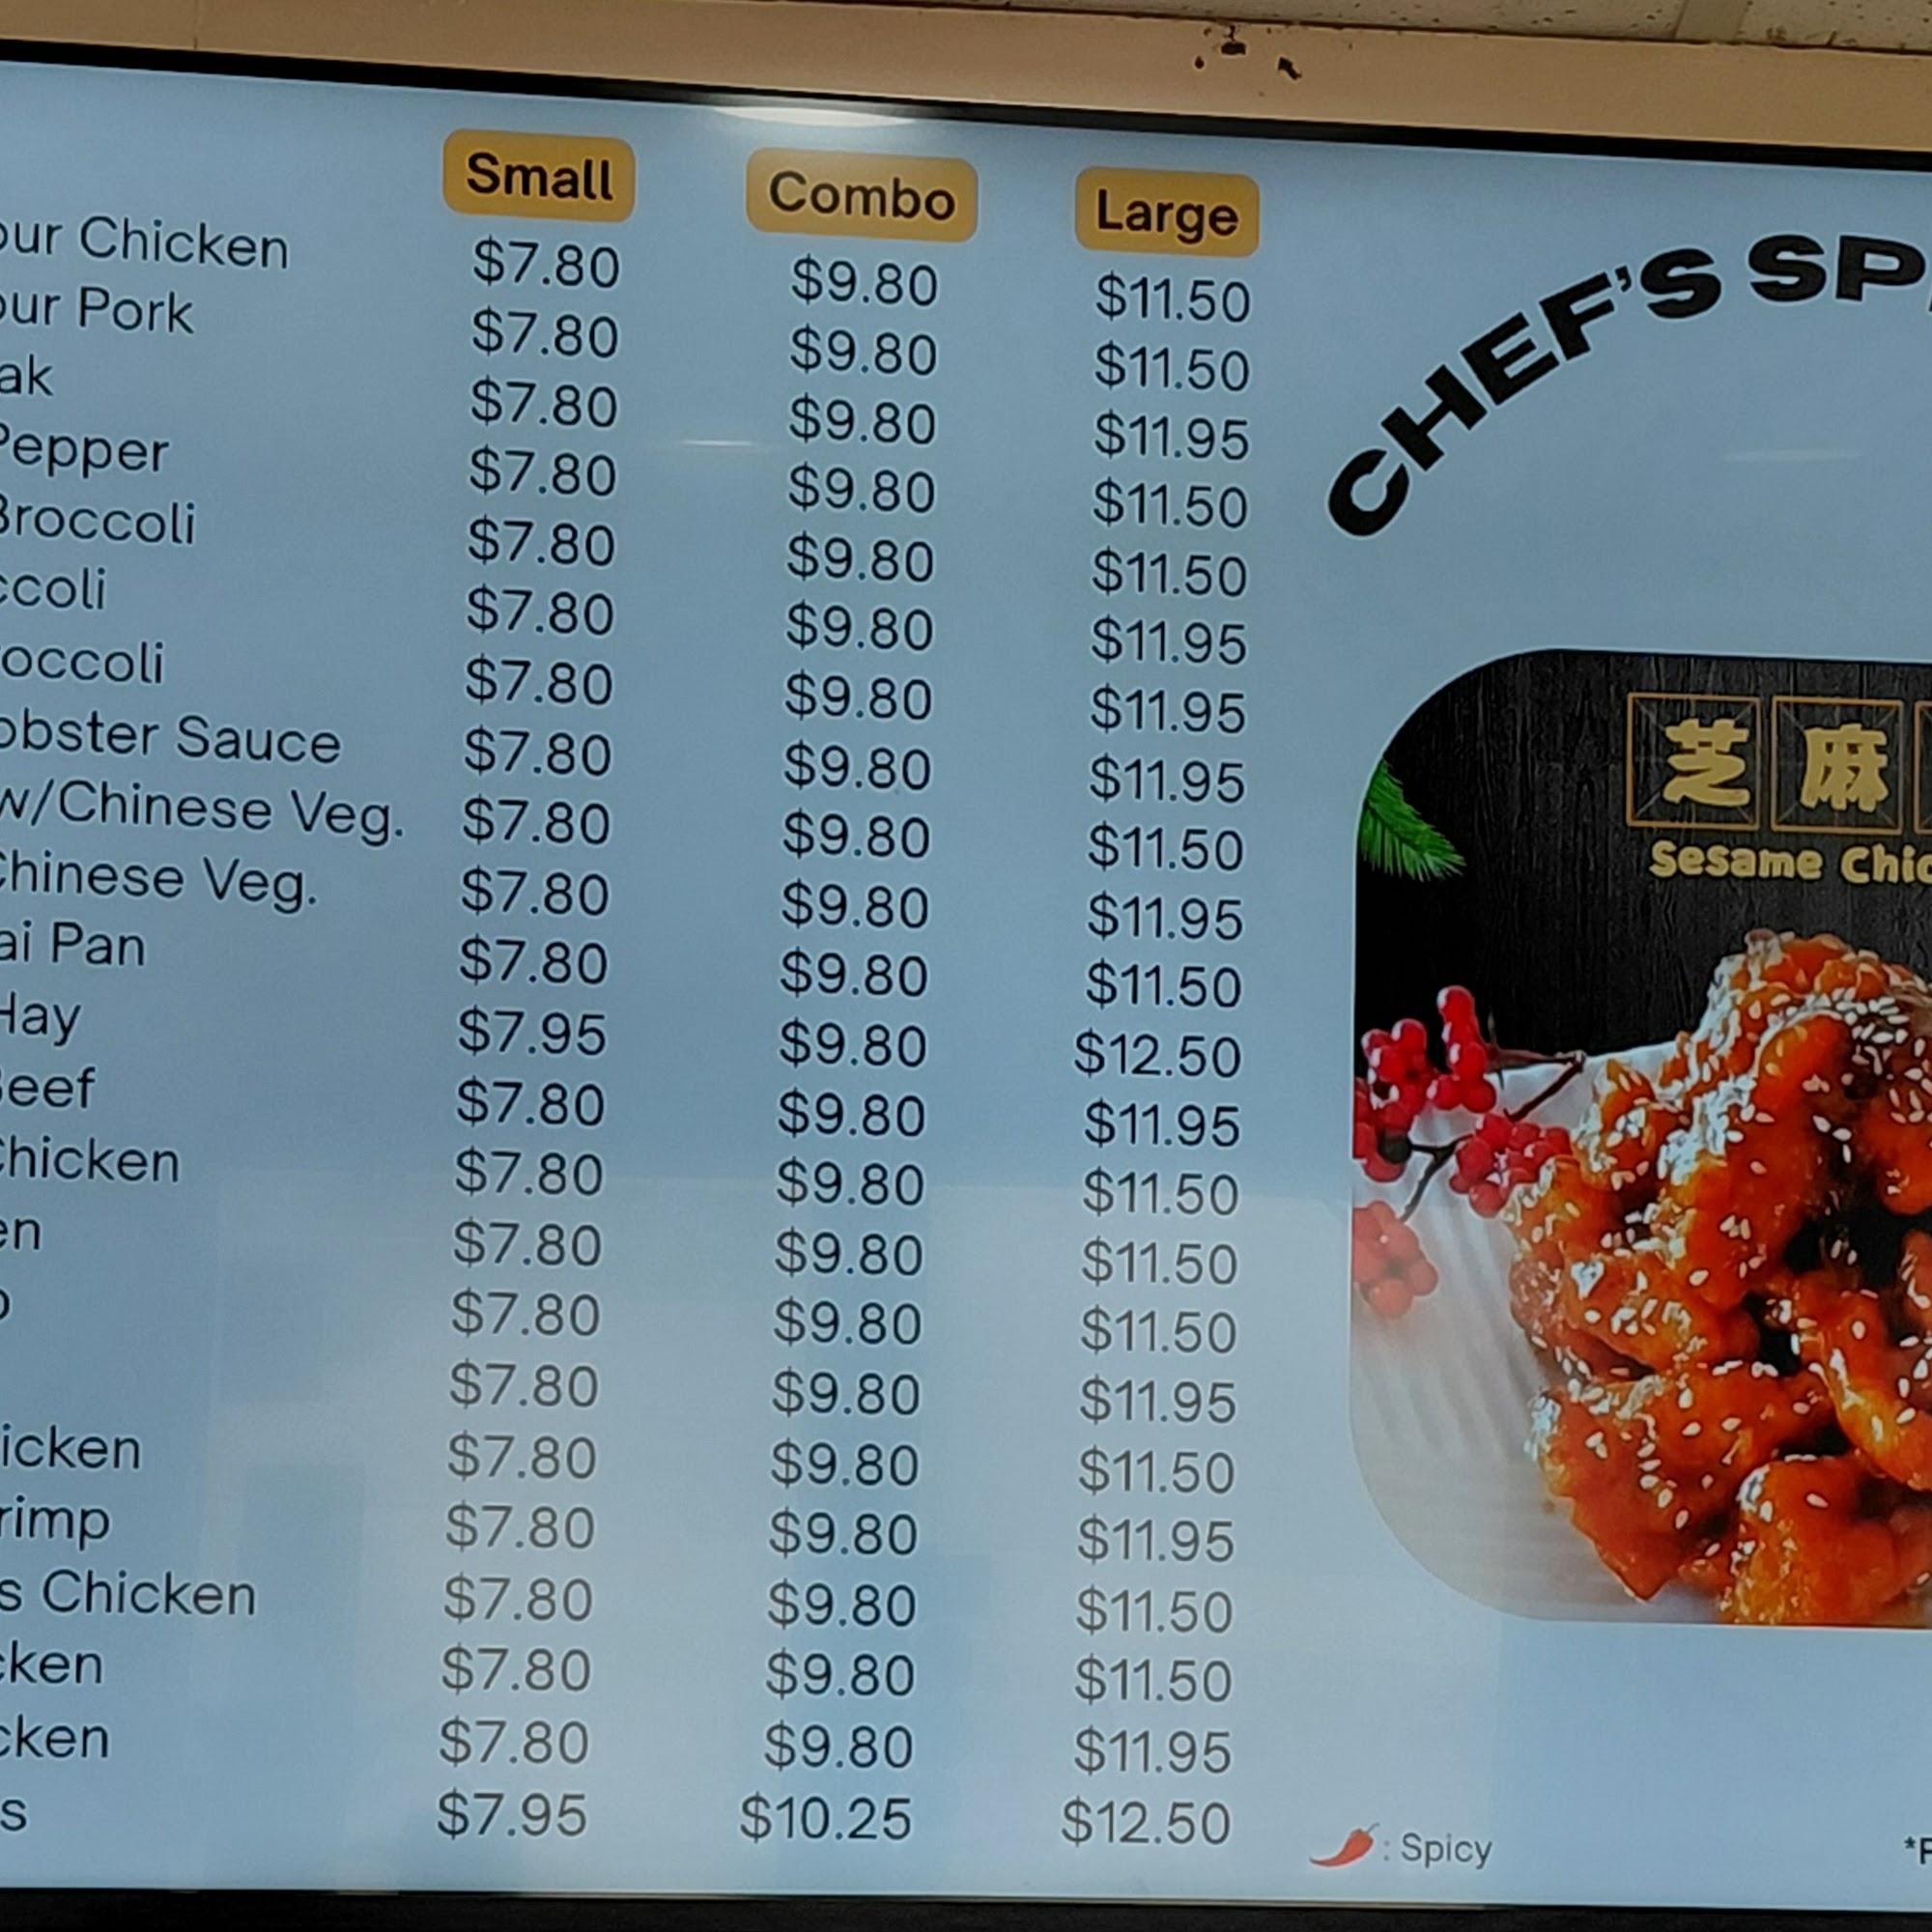 Small Combo Large
our Chicken $7.80 $9.80 $11.50
our Pork $7.80 $9.80 $11.50
ak $7.80 $9.80 $11.95
Pepper $7.80 $9.80 $11.50
Broccoli $7.80 $9.80 $11.50
ccoli $7.80 $9.80 $11.95
occoli $7.80 $9.80 $11.95
obster Sauce $7.80 $9.80 $11.95
w/Chinese Veg. $7.80 $9.80 $11.50
Chinese Veg. $7.80 $9.80 $11.95
ai Pan $7.80 $9.80 $11.50
Hay $7.95 $9.80 $12.50
Beef $7.80 $9.80 $11.95
Chicken $7.80 $9.80 $11.50
en $7.80 $9.80 $11.50
$7.80 $9.80 $11.50
$7.80 $9.80 $11.95
icken $7.80 $9.80 $11.50
rimp $7.80 $9.80 $11.95
s Chicken $7.80 $9.80 $11.50
cken $7.80 $9.80 $11.50
cken $7.80 $9.80 $11.95
s $7.95 $10.25 $12.50
CHEF'S SP
芝麻
Sesame Chic
: Spicy